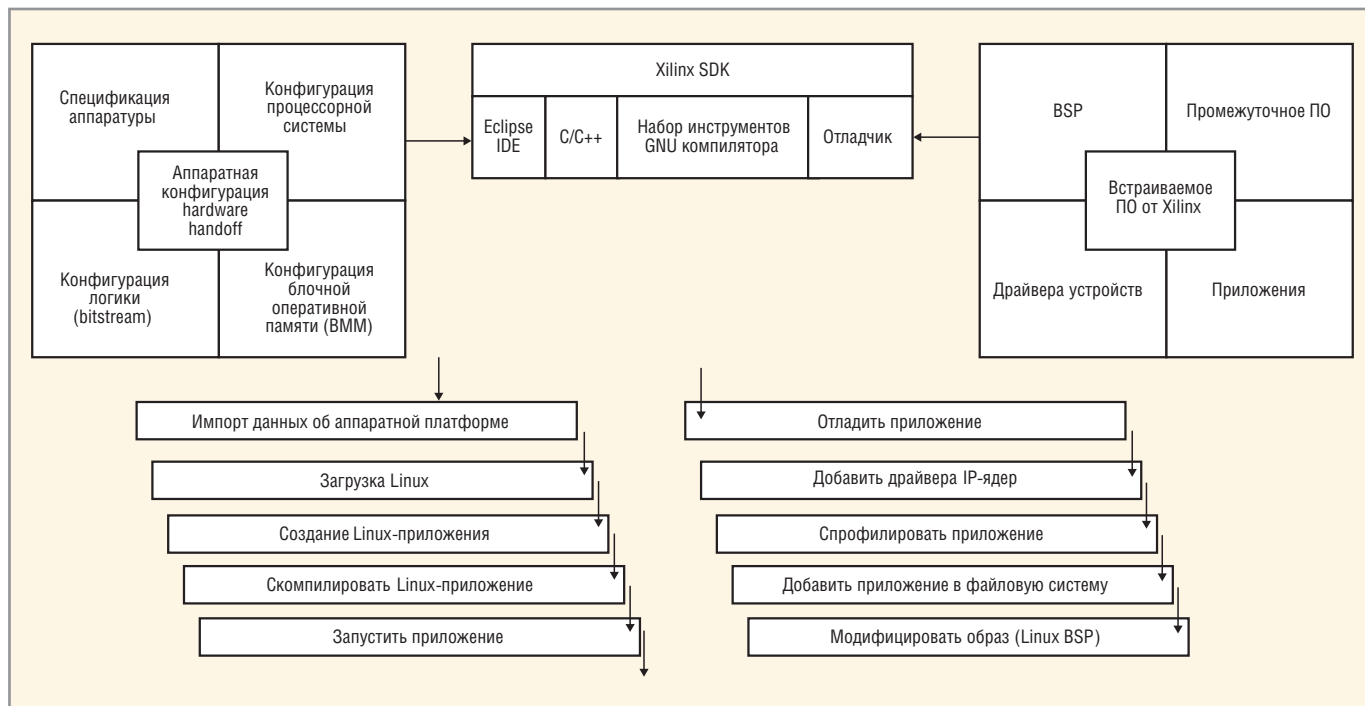 Спецификация
аппаратуры
Конфигурация
процессорной
системы
Аппаратная
конфигурация
hardware
handoff
Конфигурация
логики
(bitstream)
Конфигурация
блочной
оперативной
памяти (BMM)
Xilinx SDK
Eclipse
IDE
C/C++
Набор инструментов
GNU компилятора
Отладчик
BSP
Промежуточное ПО
Встраиваемое
ПО от Xilinx
Драйвера устройств
Приложения
Импорт данных об аппаратной платформе
Загрузка Linux
Создание Linux-приложения
Скомпилировать Linux-приложение
Запустить приложение
Отладить приложение
Добавить драйвера IP-ядер
Спрофилировать приложение
Добавить приложение в файловую систему
Модифицировать образ (Linux BSP)